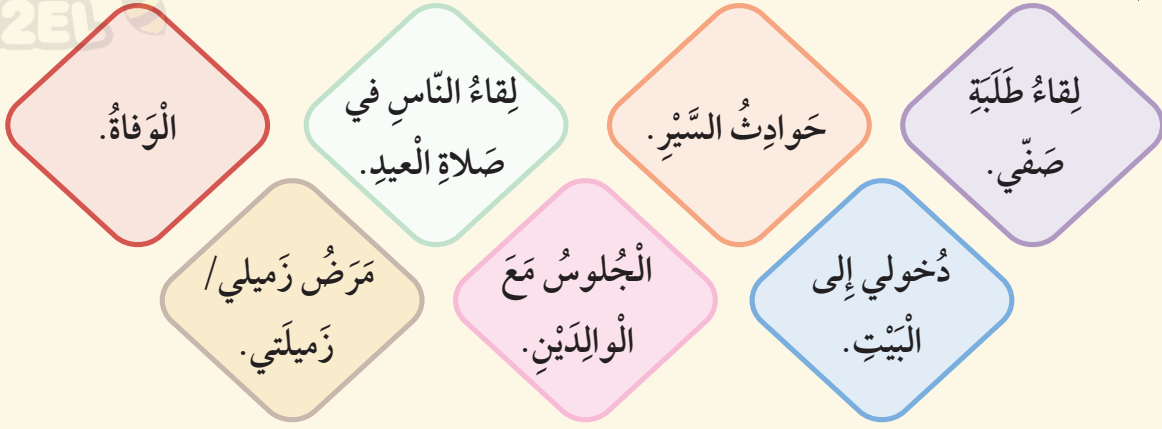 لِقاءُ طَلَبَةِ
صَفّي.
حَوادِثُ السَّيْرِ.
لِقاءُ النّاسِ في
صَلاةِ الْعيدِ.
الْوَفاةُ.
دُخولي إِلى
الْبَيْتِ.
الْجُلوسُ مَعَ
الْوالِدَيْنِ.
مَرَضُ زَميلي/
زَميلَتي.
2EL